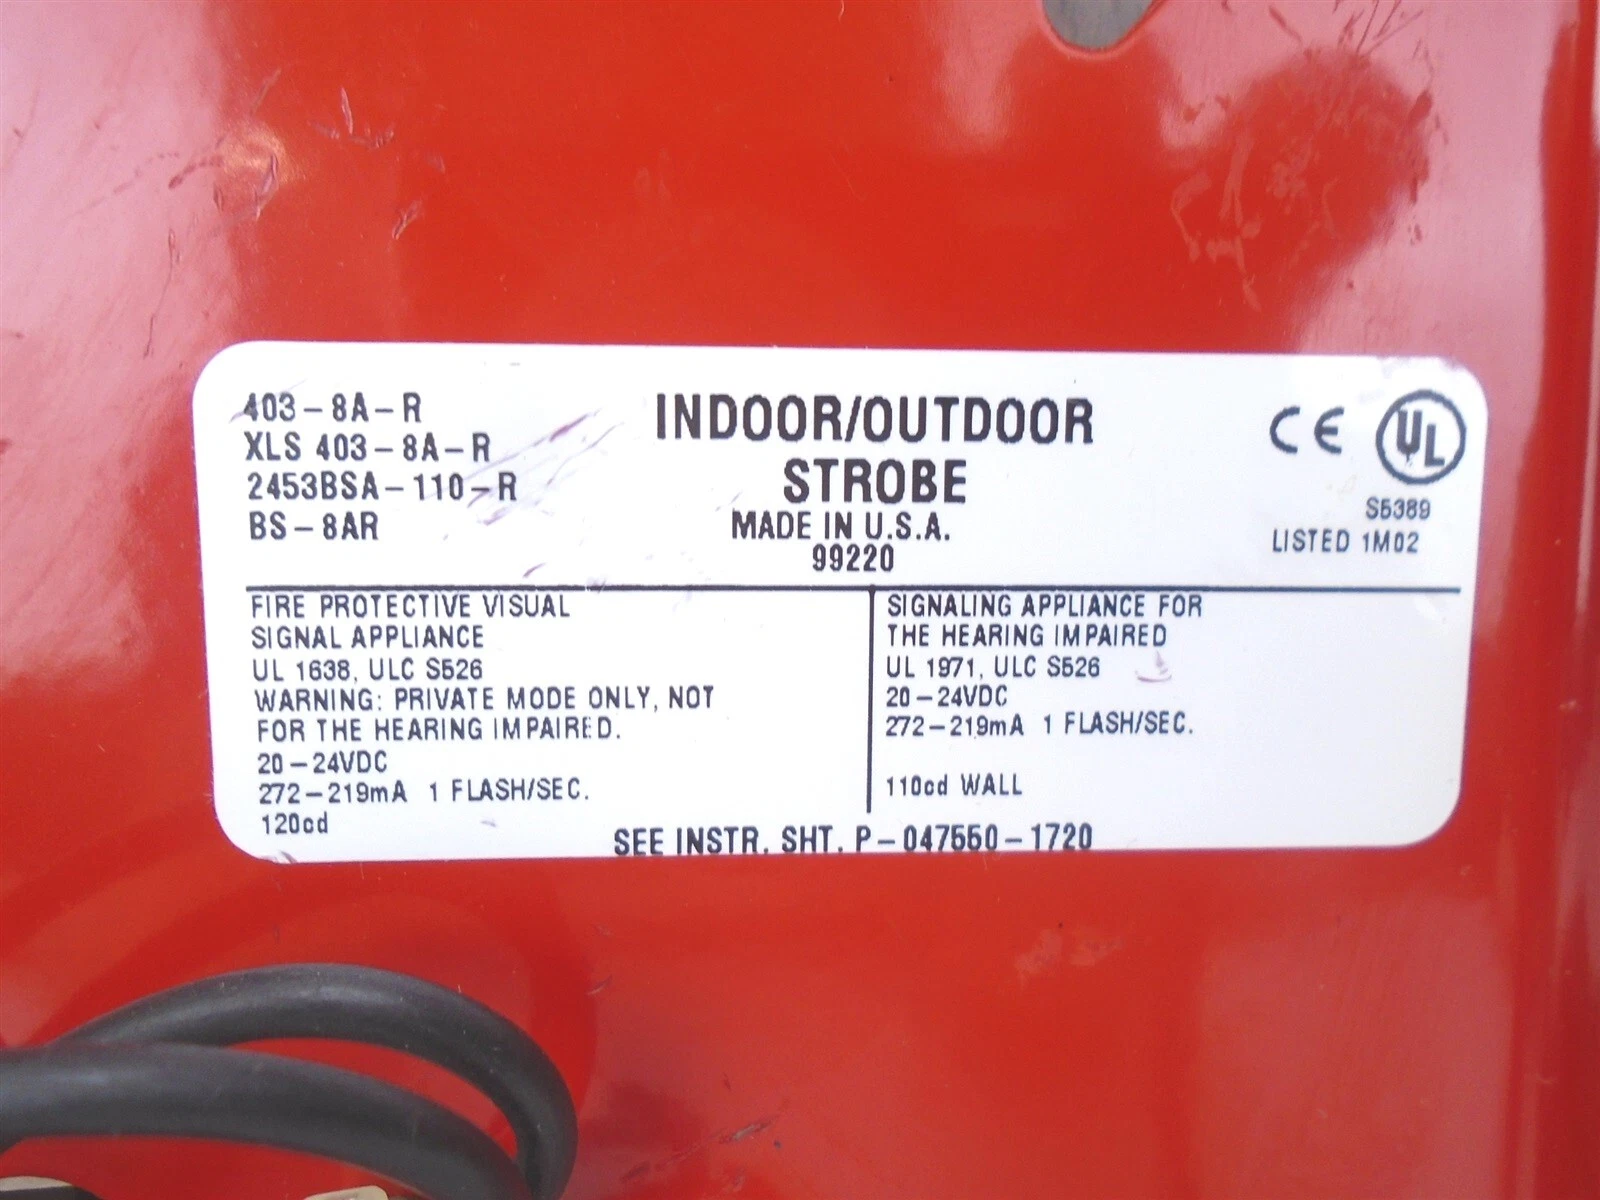 403-8A-R
XLS 403-8A-R
2453BSA-110-R
BS-8AR
INDOOR/OUTDOOR
STROBE
MADE IN U.S.A.
99220
CE UL
S5389
LISTED 1M02
FIRE PROTECTIVE VISUAL
SIGNAL APPLIANCE
UL 1638, ULC S526
WARNING: PRIVATE MODE ONLY, NOT
FOR THE HEARING IMPAIRED.
20-24VDC
272-219mA 1 FLASH/SEC.
120cd
SIGNALING APPLIANCE FOR
THE HEARING IMPAIRED
UL 1971, ULC S526
20-24VDC
272-219mA 1 FLASH/SEC.
110cd WALL
SEE INSTR. SHT. P-047550-1720